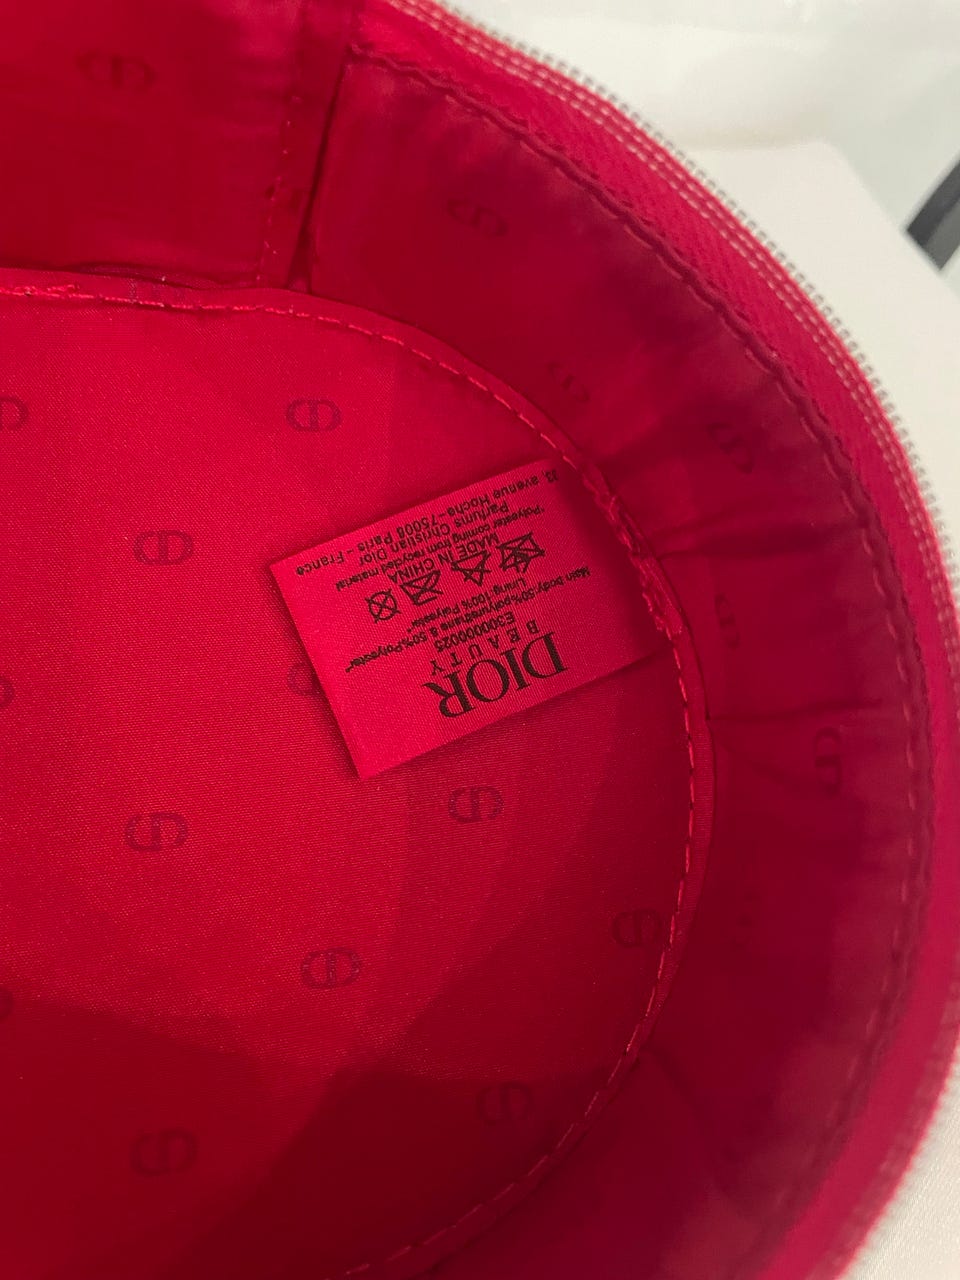 DIOR
BEAUTY
E300000025
Main body:50%polyurethane & 50%Polyester*
Lining:100% Polyester*
MADE IN CHINA
*Polyester coming from recycled material
Parfums Christian Dior
33, avenue Hoche-75008 Paris - France